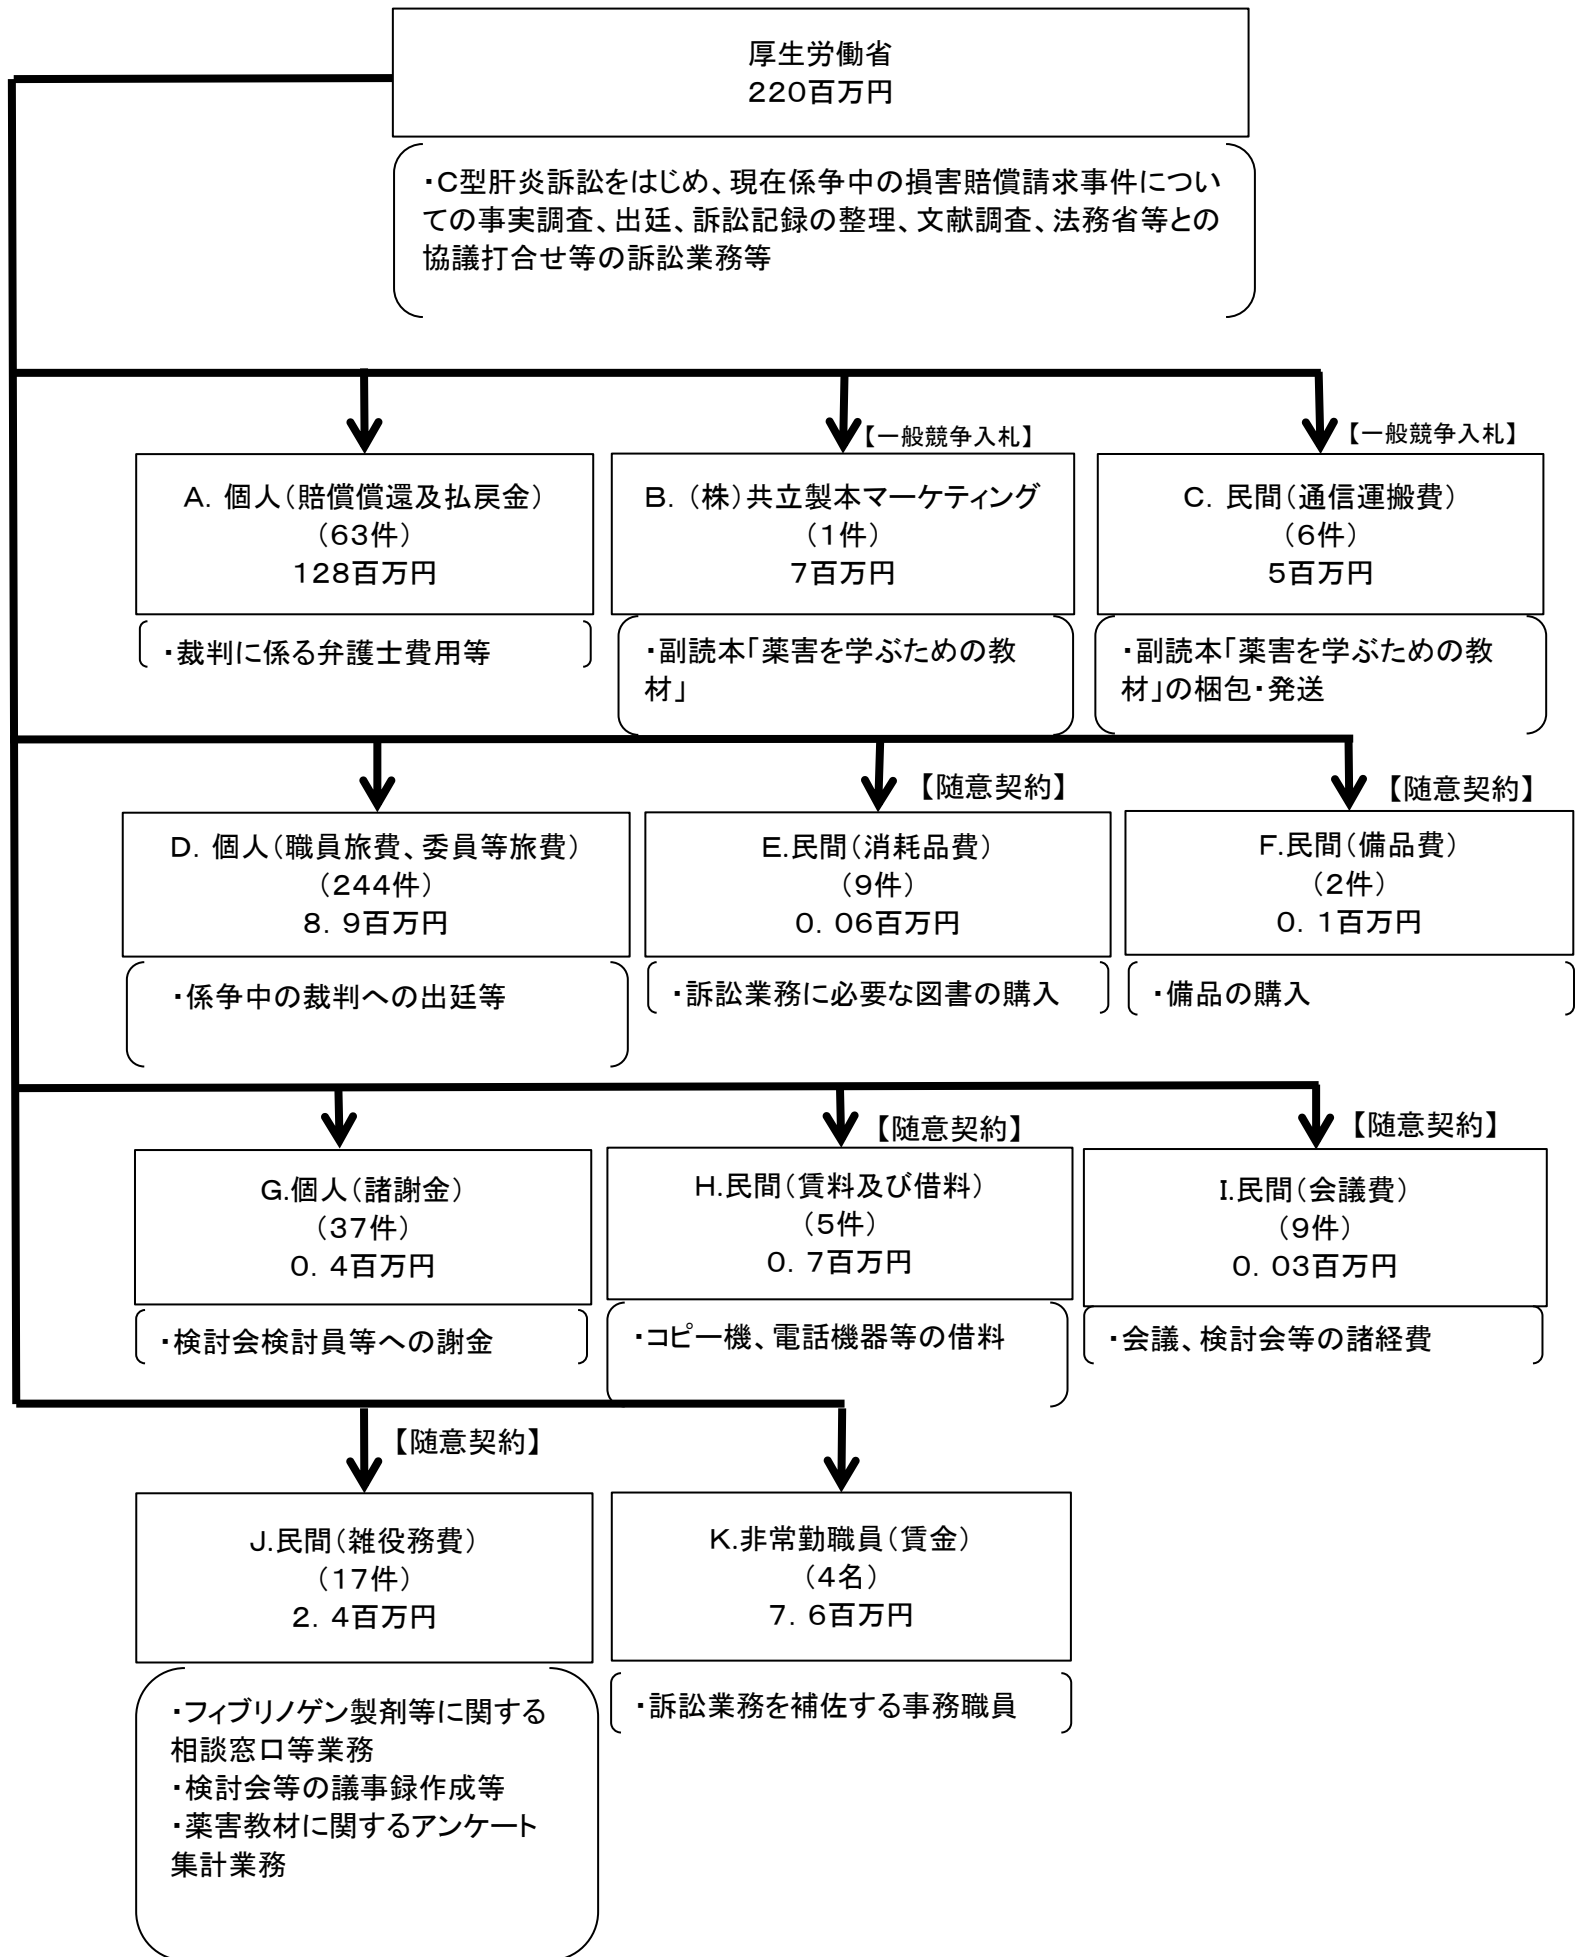 厚生労働省
220百万円
・C型肝炎訴訟をはじめ、現在係争中の損害賠償請求事件につい
ての事実調査、出廷、訴訟記録の整理、文献調査、法務省等との
協議打合せ等の訴訟業務等
【一般競争入札】
【一般競争入札】
A. 個人（賠償償還及払戻金）
（63件）
128百万円
B. （株）共立製本マーケティング
（1件）
7百万円
C. 民間（通信運搬費）
（6件）
5百万円
・裁判に係る弁護士費用等
・副読本「薬害を学ぶための教
材」
・副読本「薬害を学ぶための教
材」の梱包・発送
【随意契約】
【随意契約】
D. 個人（職員旅費、委員等旅費）
（244件）
8. 9百万円
E.民間（消耗品費）
（9件）
0. 06百万円
F.民間（備品費）
（2件）
0. 1百万円
・係争中の裁判への出廷等
・訴訟業務に必要な図書の購入
・備品の購入
【随意契約】
【随意契約】
G.個人（諸謝金）
（37件）
0. 4百万円
H.民間（賃料及び借料）
（5件）
0. 7百万円
I.民間（会議費）
（9件）
0. 03百万円
・検討会検討員等への謝金
・コピー機、電話機器等の借料
・会議、検討会等の諸経費
【随意契約】
J.民間（雑役務費）
（17件）
2. 4百万円
K.非常勤職員（賃金）
（4名）
7. 6百万円
・フィブリノゲン製剤等に関する
相談窓口等業務
・検討会等の議事録作成等
・薬害教材に関するアンケート
集計業務
・訴訟業務を補佐する事務職員